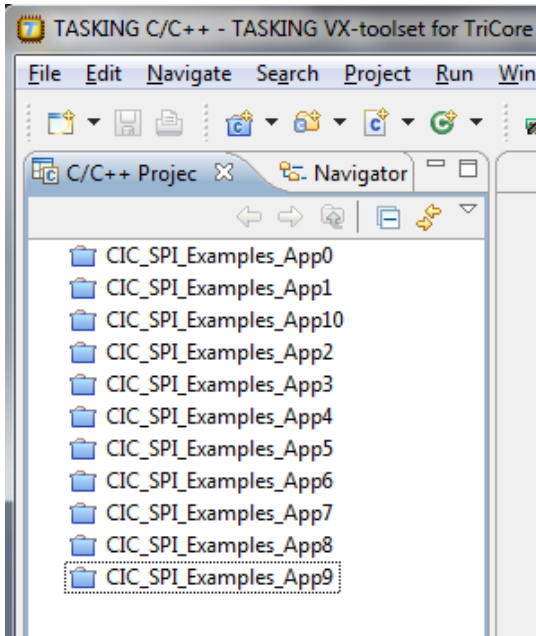 TASKING C/C++ - TASKING VX-toolset for TriCore
File Edit Navigate Search Project Run Win
C/C++ Projec Navigator
CIC_SPI_Examples_App0
CIC_SPI_Examples_App1
CIC_SPI_Examples_App10
CIC_SPI_Examples_App2
CIC_SPI_Examples_App3
CIC_SPI_Examples_App4
CIC_SPI_Examples_App5
CIC_SPI_Examples_App6
CIC_SPI_Examples_App7
CIC_SPI_Examples_App8
CIC_SPI_Examples_App9